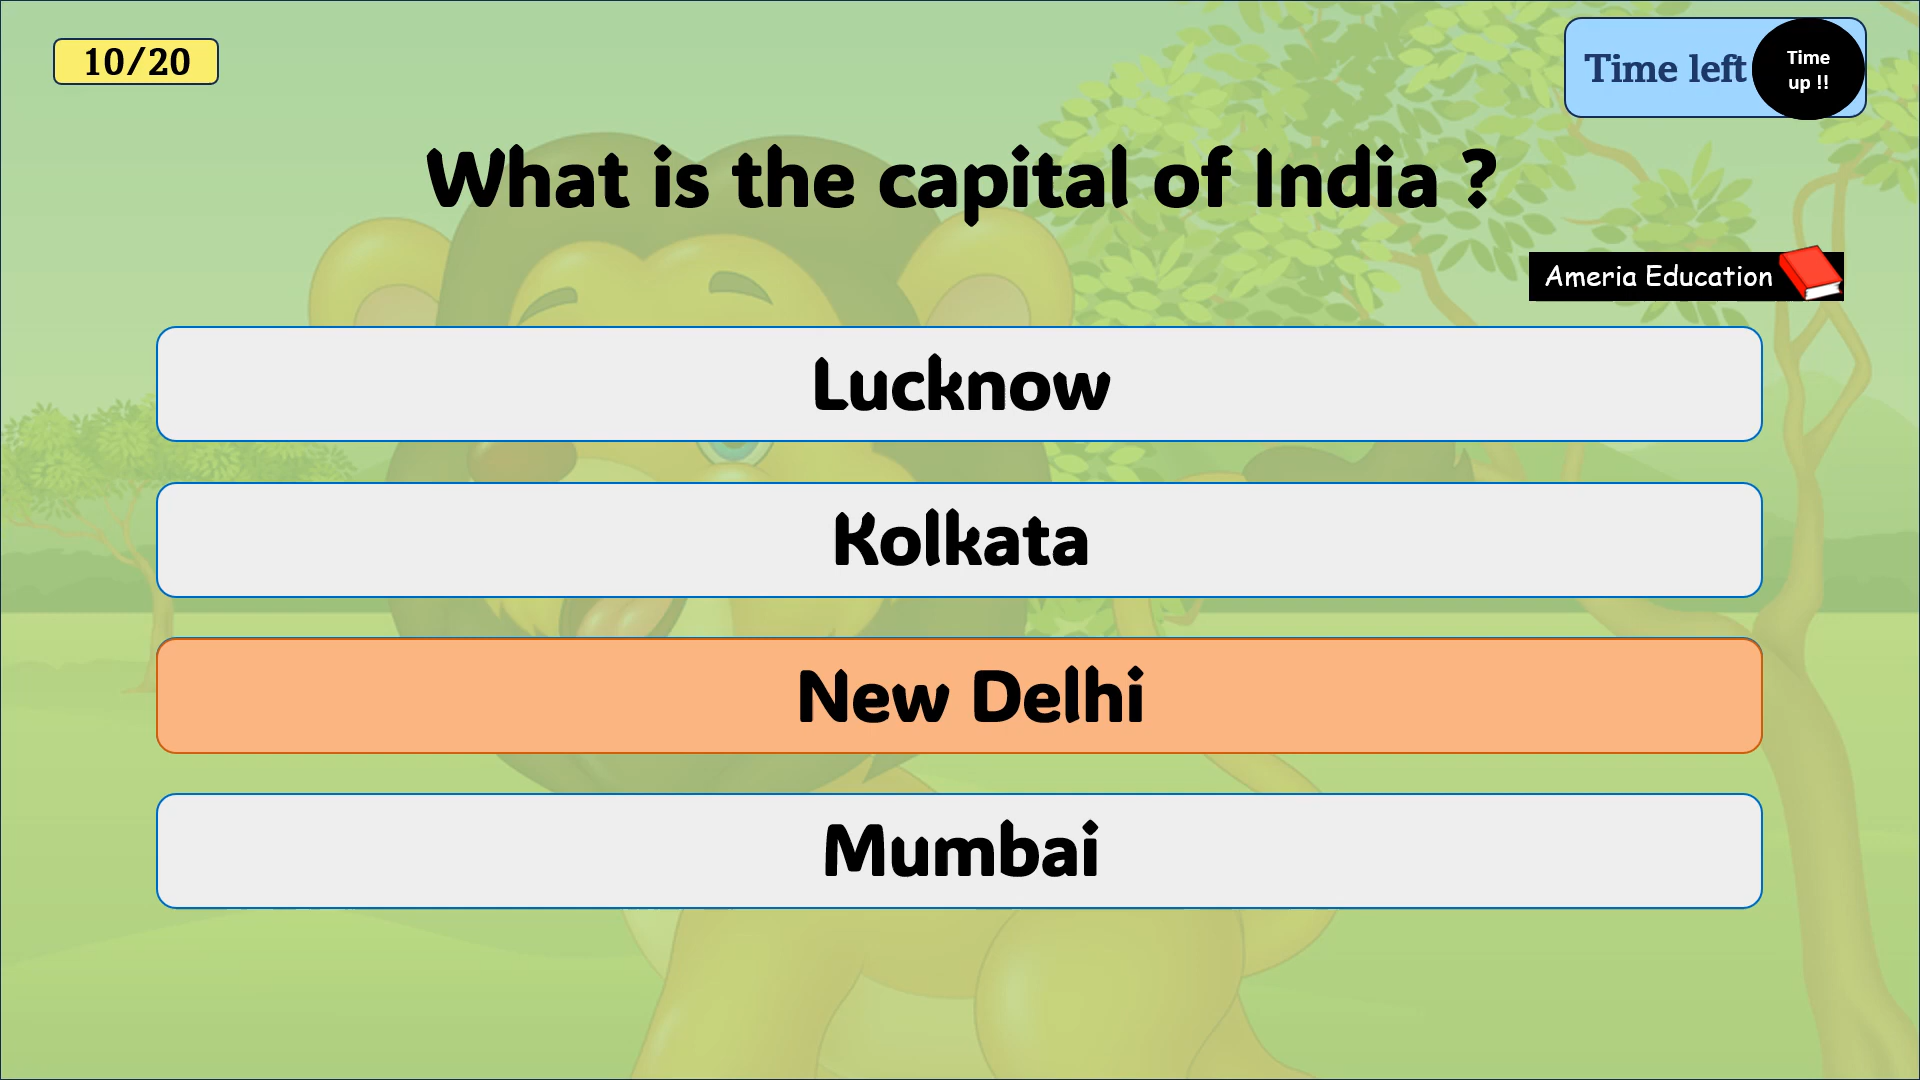 10/20
Time left
Time
up !!
What is the capital of India ?
Ameria Education
Lucknow
Kolkata
New Delhi
Mumbai